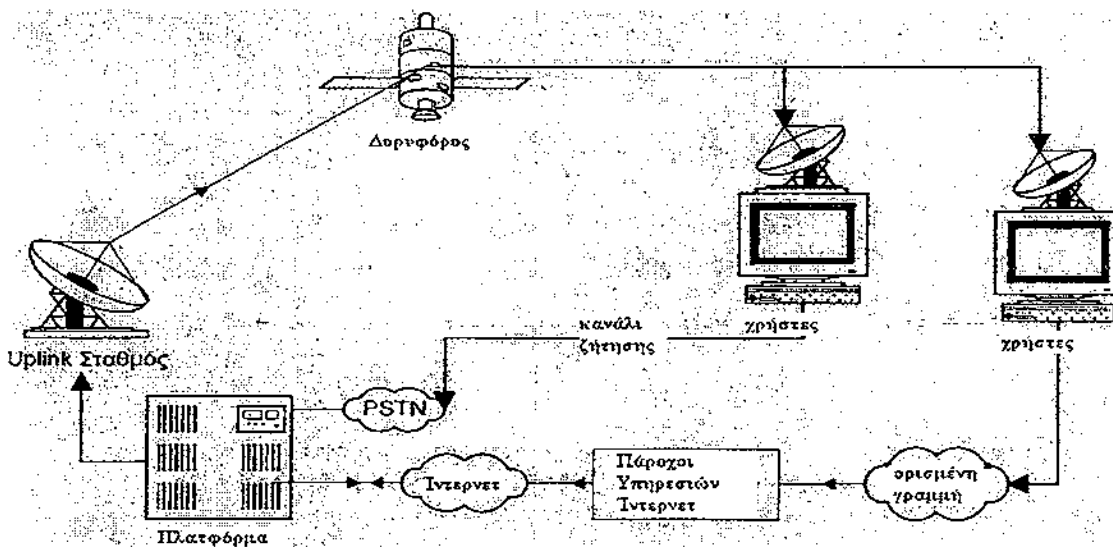 Δορυφόρος
Uplink Σταθμός
κανάλι
ζήτησης
χρήστες
χρήστες
PSTN
Ίντερνετ
Πάροχοι
Υπηρεσιών
Ίντερνετ
ορισμένη
γραμμή
Πλατφόρμα